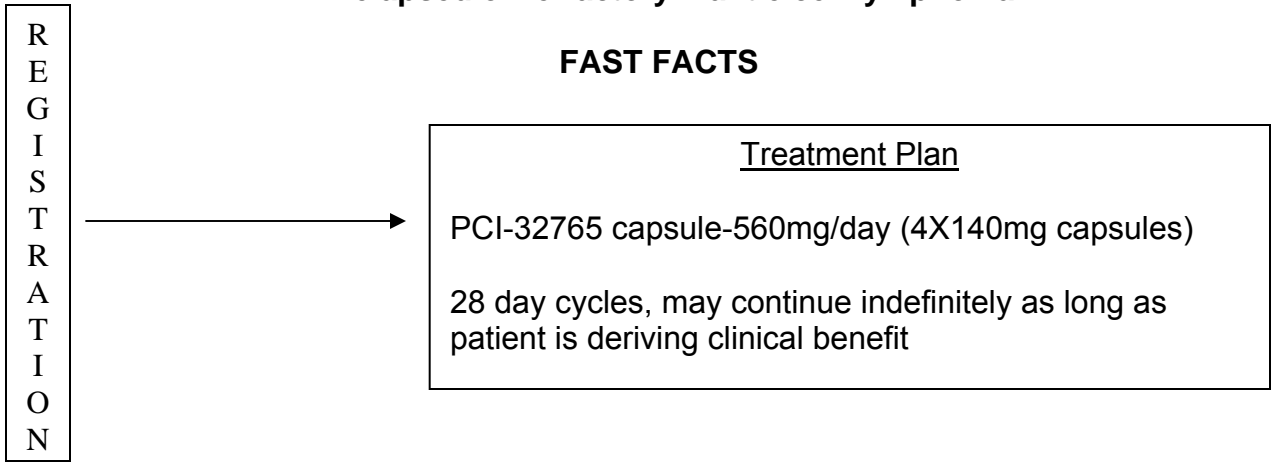 FAST FACTS
R
E
G
I
S
T
R
A
T
I
O
N
Treatment Plan
PCI-32765 capsule-560mg/day (4X140mg capsules)
28 day cycles, may continue indefinitely as long as
patient is deriving clinical benefit